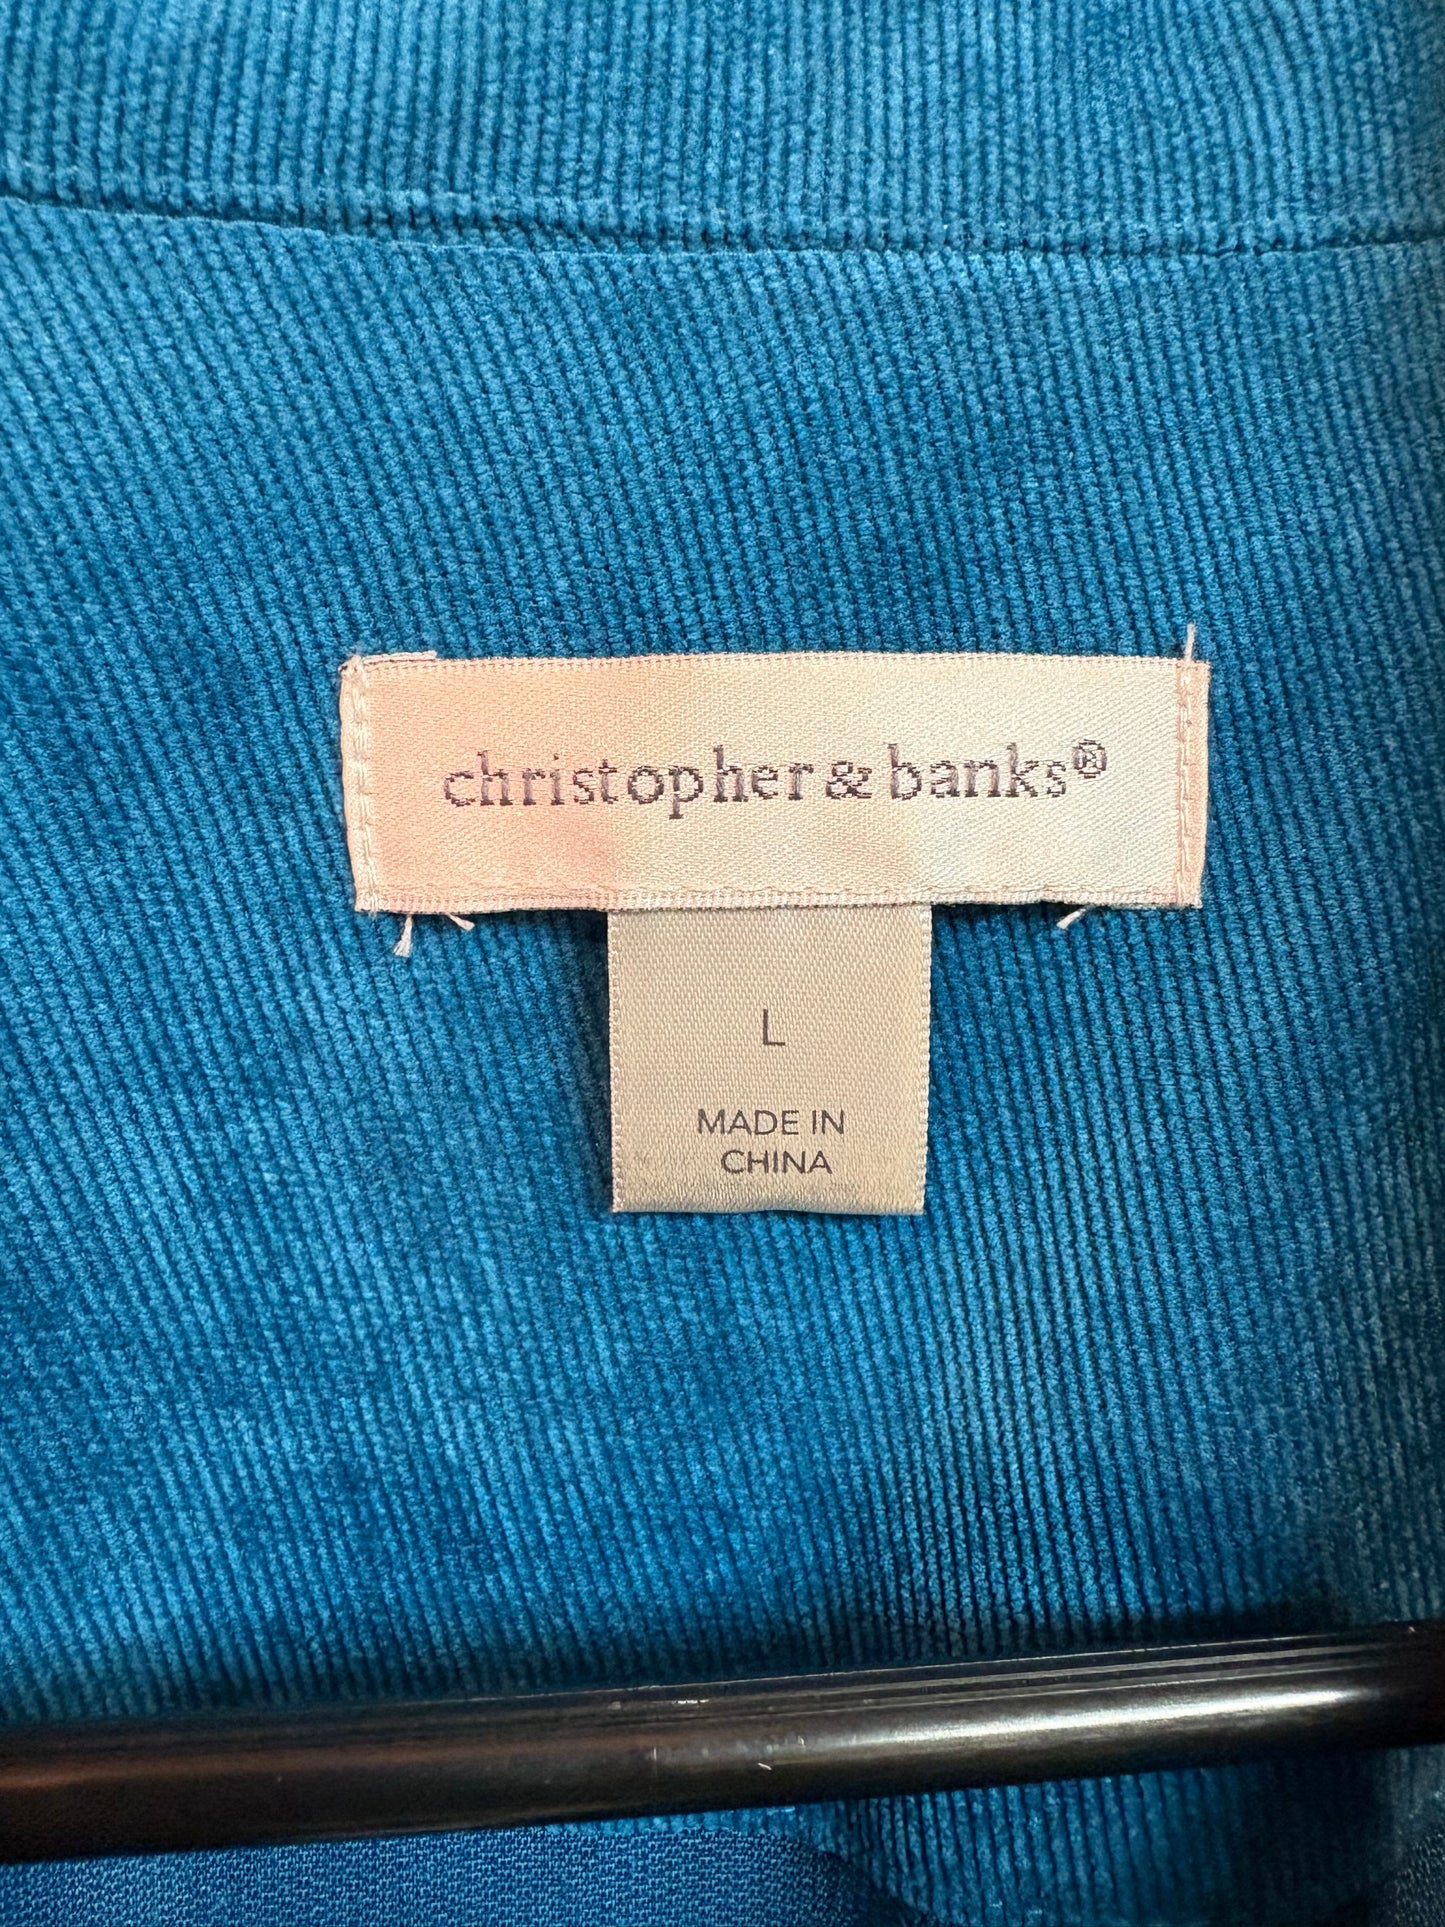 christopher & banks®
L
MADE IN
CHINA